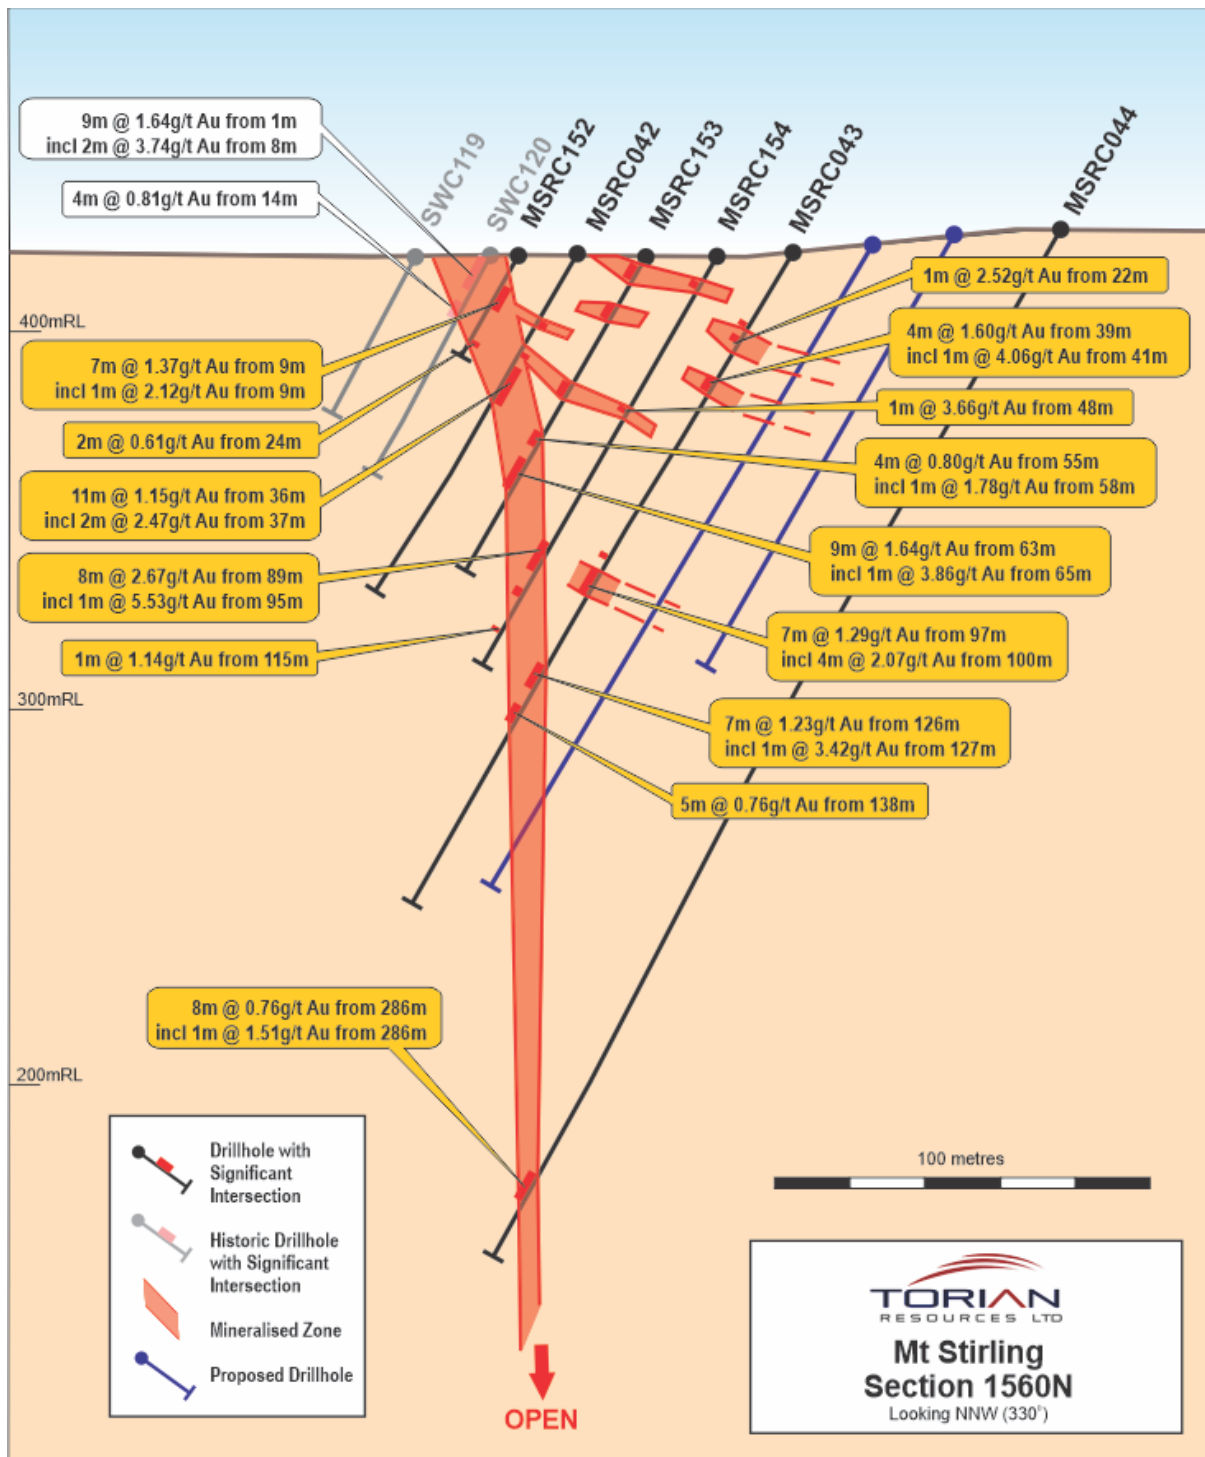 9m @ 1.64g/t Au from 1m
incl 2m @ 3.74g/t Au from 8m
4m @ 0.81g/t Au from 14m
SWC119
SWC120
MSRC152
MSRC042
MSRC153
MSRC154
MSRC043
MSRC044
1m @ 2.52g/t Au from 22m
400mRL
4m @ 1.60g/t Au from 39m
incl 1m @ 4.06g/t Au from 41m
7m @ 1.37g/t Au from 9m
incl 1m @ 2.12g/t Au from 9m
1m @ 3.66g/t Au from 48m
2m @ 0.61g/t Au from 24m
4m @ 0.80g/t Au from 55m
incl 1m @ 1.78g/t Au from 58m
11m @ 1.15g/t Au from 36m
incl 2m @ 2.47g/t Au from 37m
9m @ 1.64g/t Au from 63m
incl 1m @ 3.86g/t Au from 65m
8m @ 2.67g/t Au from 89m
incl 1m @ 5.53g/t Au from 95m
7m @ 1.29g/t Au from 97m
incl 4m @ 2.07g/t Au from 100m
1m @ 1.14g/t Au from 115m
300mRL
7m @ 1.23g/t Au from 126m
incl 1m @ 3.42g/t Au from 127m
5m @ 0.76g/t Au from 138m
8m @ 0.76g/t Au from 286m
incl 1m @ 1.51g/t Au from 286m
200mRL
Drillhole with
Significant
Intersection
Historic Drillhole
with Significant
Intersection
Mineralised Zone
Proposed Drillhole
OPEN
100 metres
TORIAN
RESOURCES LTD
Mt Stirling
Section 1560N
Looking NNW (330°)